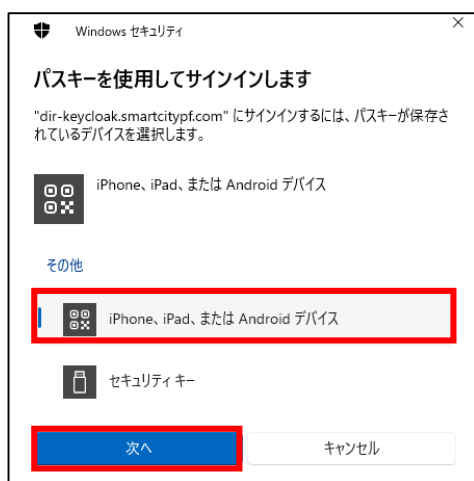 Windows セキュリティ
パスキーを使用してサインインします
"dir-keycloak.smartcitypf.com" にサインインするには、パスキーが保存さ
れているデバイスを選択します。
iPhone、iPad、または Android デバイス
その他
iPhone、iPad、または Android デバイス
セキュリティ キー
次へ
キャンセル